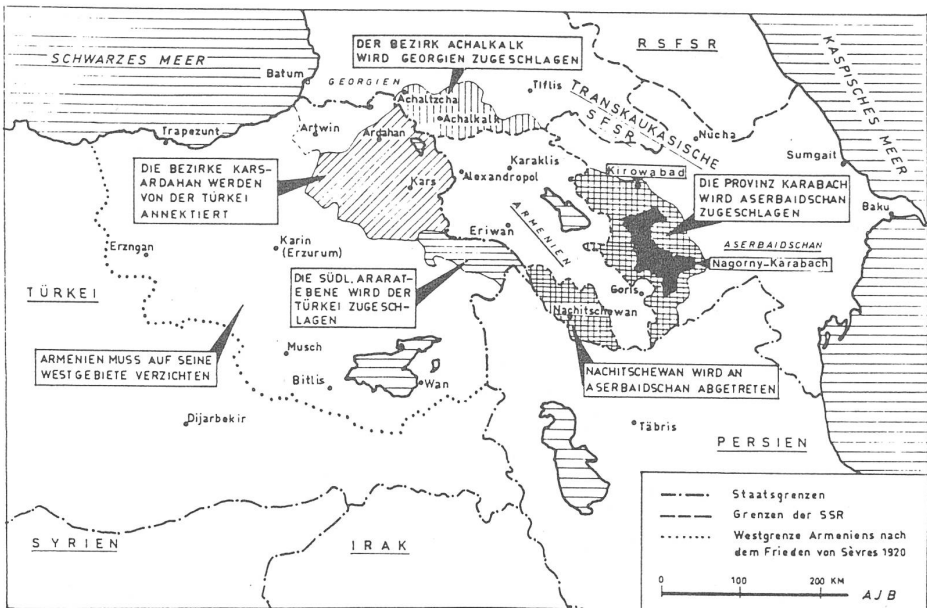 DER BEZIRK ACHALKALK
WIRD GEORGIEN ZUGESCHLAGEN
RSFSR
SCHWARZES MEER
KASPISCHES MEER
Batum
GEORGIEN
Achaltzcha
Tiflis
TRANSKAUKASISCHE
SFSR
Achalkalk
Trapezunt
Artwin
Ardahan
Nucha
Sumgait
DIE BEZIRKE KARS-
ARDAHAN WERDEN
VON DER TÜRKEI
ANNEKTIERT
Karaklis
Alexandropol
Kars
Kirowabad
DIE PROVINZ KARABACH
WIRD ASERBAIDSCHAN
ZUGESCHLAGEN
Baku
ARMENIEN
Eriwan
Erzngan
Karin
(Erzurum)
ASERBAIDSCHAN
Nagorny-Karabach
DIE SÜDL. ARARAT-
EBENE WIRD DER
TÜRKEI ZUGESCH-
LAGEN
TÜRKEI
Goris
Nachitschewan
ARMENIEN MUSS AUF SEINE
WESTGEBIETE VERZICHTEN
Musch
Bitlis
Wan
NACHITSCHEWAN WIRD AN
ASERBAIDSCHAN ABGETRETEN
Dijarbekir
Täbris
PERSIEN
SYRIEN
IRAK
Staatsgrenzen
Grenzen der SSR
Westgrenze Armeniens nach
dem Frieden von Sèvres 1920
0 100 200 KM
AJB